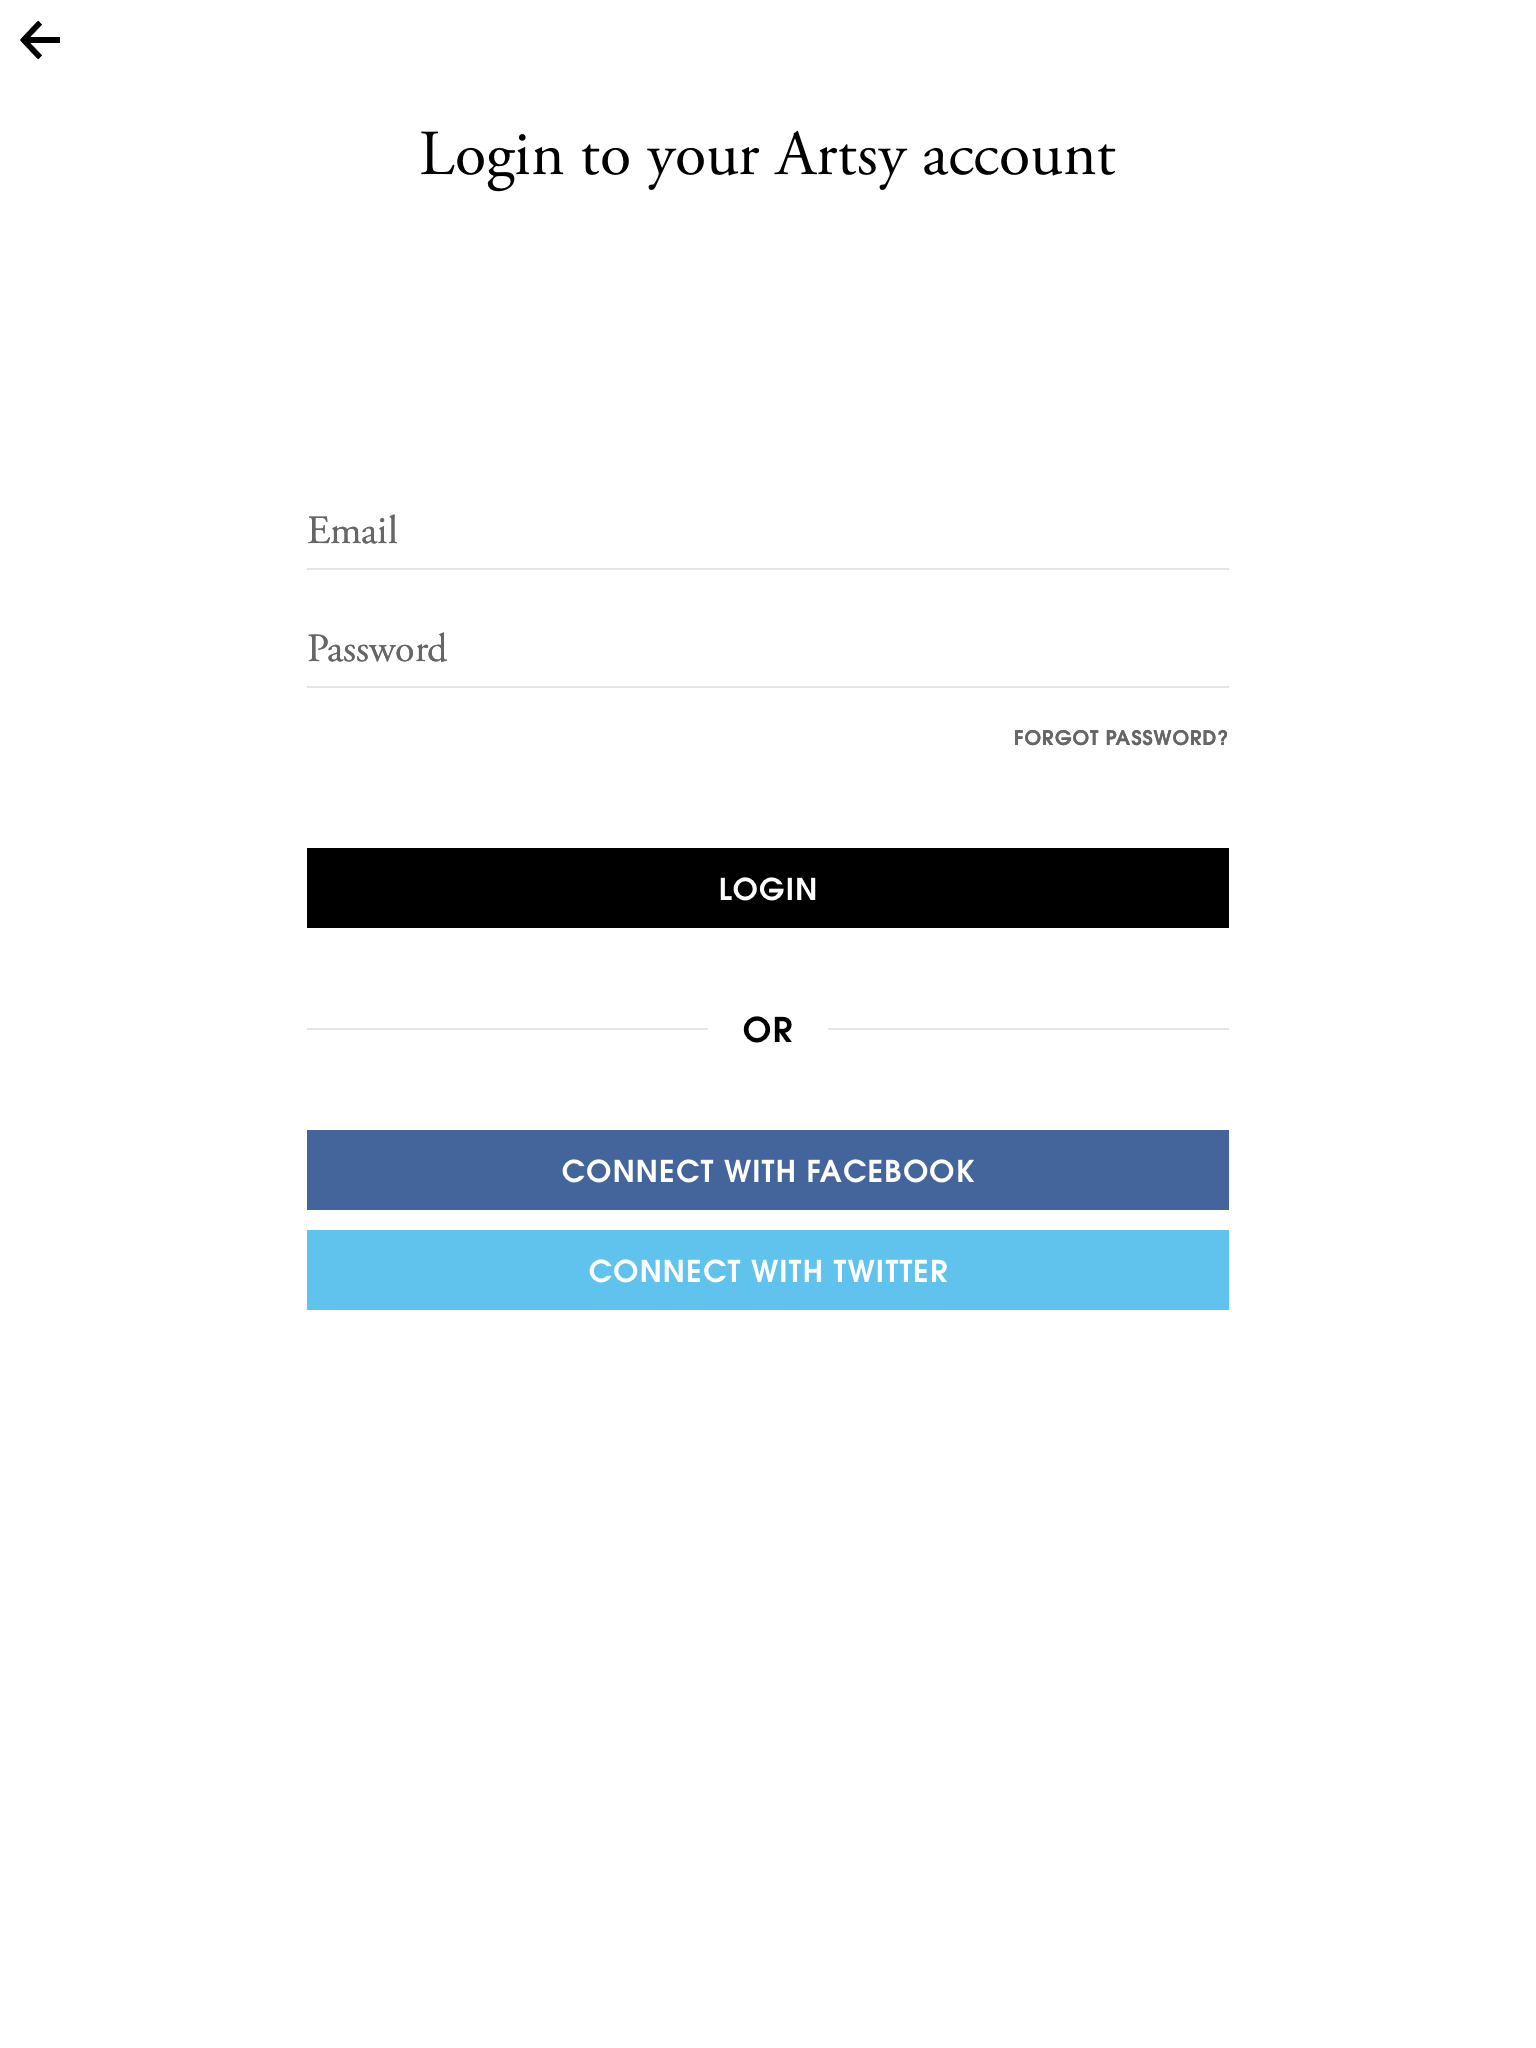 Login to your Artsy account
Email
Password
FORGOT PASSWORD?
LOGIN
OR
CONNECT WITH FACEBOOK
CONNECT WITH TWITTER